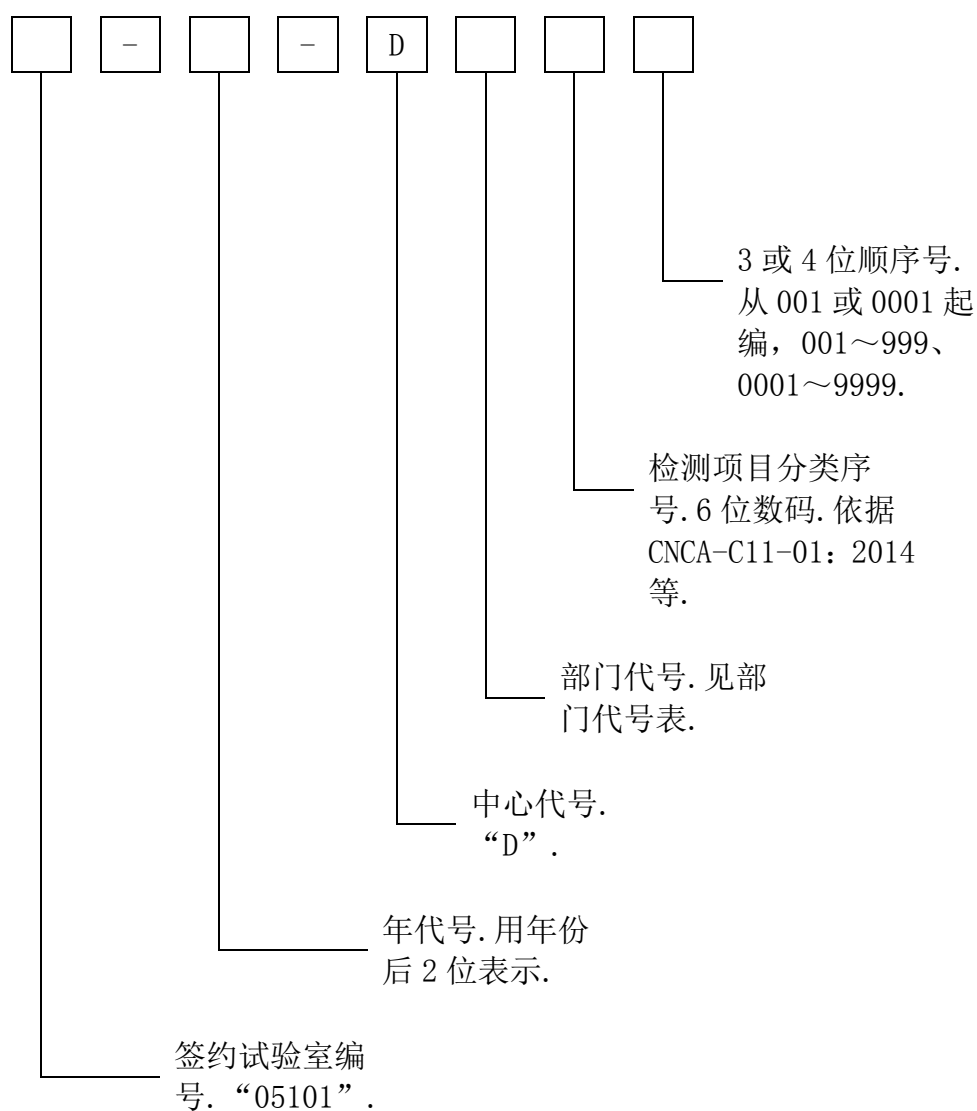 - - D
3 或 4 位顺序号.
从 001 或 0001 起
编，001～999、
0001～9999.
检测项目分类序
号. 6 位数码. 依据
CNCA-C11-01：2014
等.
部门代号. 见部
门代号表.
中心代号.
“D”.
年代号. 用年份
后 2 位表示.
签约试验室编
号. “05101”.